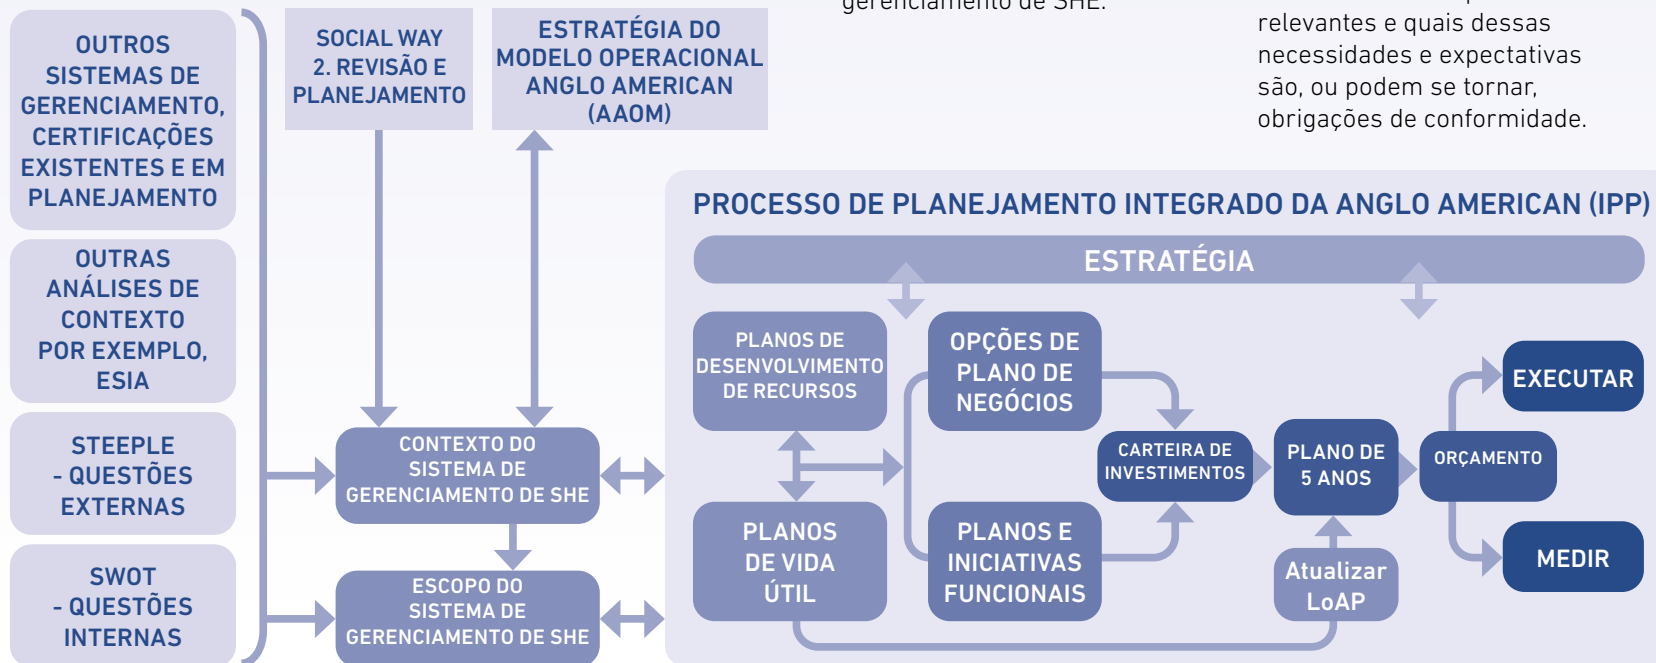 gerenciamento de SHE.
relevantes e quais dessas
necessidades e expectativas
são, ou podem se tornar,
obrigações de conformidade.
OUTROS
SISTEMAS DE
GERENCIAMENTO,
CERTIFICAÇÕES
EXISTENTES E EM
PLANEJAMENTO
OUTRAS
ANÁLISES DE
CONTEXTO
POR EXEMPLO,
ESIA
STEEPLE
- QUESTÕES
EXTERNAS
SWOT
- QUESTÕES
INTERNAS
SOCIAL WAY
2. REVISÃO E
PLANEJAMENTO
ESTRATÉGIA DO
MODELO OPERACIONAL
ANGLO AMERICAN
(AAOM)
CONTEXTO DO
SISTEMA DE
GERENCIAMENTO DE SHE
ESCOPO DO
SISTEMA DE
GERENCIAMENTO DE SHE
PROCESSO DE PLANEJAMENTO INTEGRADO DA ANGLO AMERICAN (IPP)
ESTRATÉGIA
PLANOS DE
DESENVOLVIMENTO
DE RECURSOS
PLANOS
DE VIDA
ÚTIL
OPÇÕES DE
PLANO DE
NEGÓCIOS
PLANOS E
INICIATIVAS
FUNCIONAIS
CARTEIRA DE
INVESTIMENTOS
PLANO DE
5 ANOS
Atualizar
LoAP
ORÇAMENTO
EXECUTAR
MEDIR